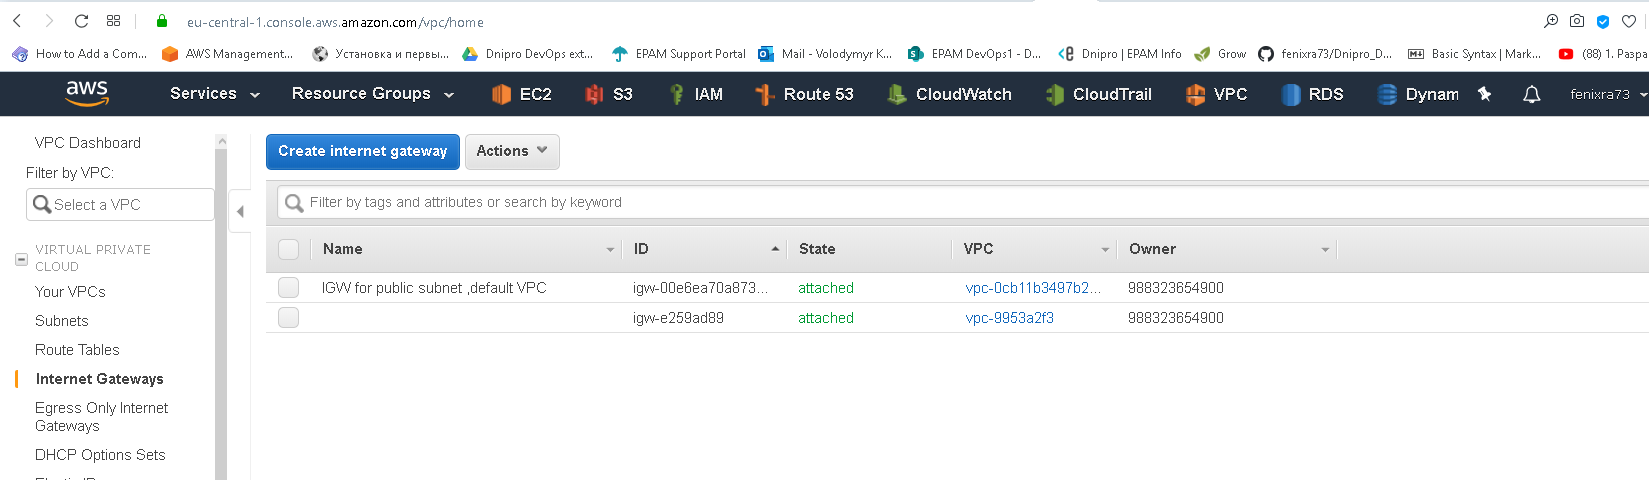 eu-central-1.console.aws.amazon.com/vpc/home
How to Add a Com... AWS Management... Установка и первы... Dnipro DevOps ext... EPAM Support Portal Mail - Volodymyr K... EPAM DevOps1 - D... Dnipro | EPAM Info Grow fenixra73/Dnipro_D... Basic Syntax | Mark... (88) 1. Разра
aws Services Resource Groups EC2 S3 IAM Route 53 CloudWatch CloudTrail VPC RDS Dynam fenixra73
VPC Dashboard
Filter by VPC:
Select a VPC
VIRTUAL PRIVATE
CLOUD
Your VPCs
Subnets
Route Tables
Internet Gateways
Egress Only Internet
Gateways
DHCP Options Sets
Create internet gateway Actions
Filter by tags and attributes or search by keyword
Name ID State VPC Owner
IGW for public subnet ,default VPC igw-00e6ea70a873... attached vpc-0cb11b3497b2... 988323654900
igw-e259ad89 attached vpc-9953a2f3 988323654900